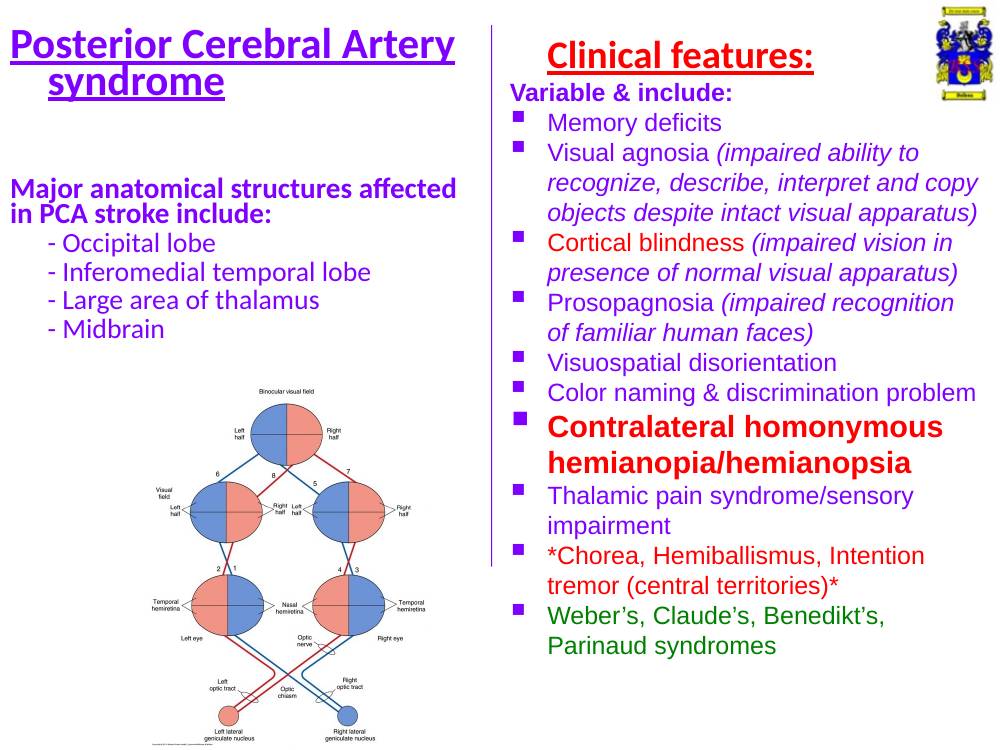 Posterior Cerebral Artery
syndrome
Major anatomical structures affected
in PCA stroke include:
- Occipital lobe
- Inferomedial temporal lobe
- Large area of thalamus
- Midbrain
Binocular visual field
Left
half
Right
half
6
8
7
5
Visual
field
Left
half
Right
half
Left
half
Right
half
2
1
4
3
Temporal
hemiretina
Nasal
hemiretina
Temporal
hemiretina
Left eye
Optic
nerve
Right eye
Left
optic tract
Optic
chiasm
Right
optic tract
Left lateral
geniculate nucleus
Right lateral
geniculate nucleus
Clinical features:
Variable & include:
Memory deficits
Visual agnosia (impaired ability to
recognize, describe, interpret and copy
objects despite intact visual apparatus)
Cortical blindness (impaired vision in
presence of normal visual apparatus)
Prosopagnosia (impaired recognition
of familiar human faces)
Visuospatial disorientation
Color naming & discrimination problem
Contralateral homonymous
hemianopia/hemianopsia
Thalamic pain syndrome/sensory
impairment
*Chorea, Hemiballismus, Intention
tremor (central territories)*
Weber’s, Claude’s, Benedikt’s,
Parinaud syndromes